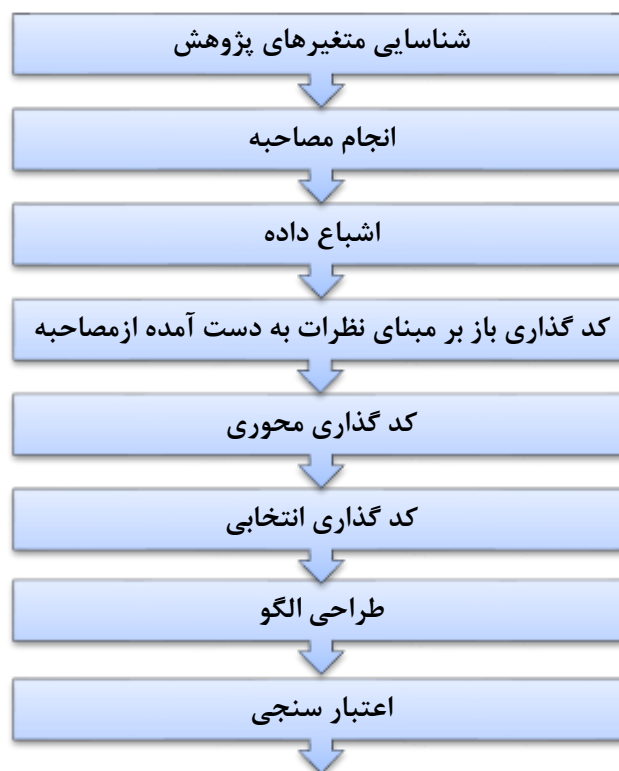 شناسایی متغیرهای پژوهش
انجام مصاحبه
اشباع داده
کد گذاری باز بر مبنای نظرات به دست آمده ازمصاحبه
کد گذاری محوری
کد گذاری انتخابی
طراحی الگو
اعتبار سنجی